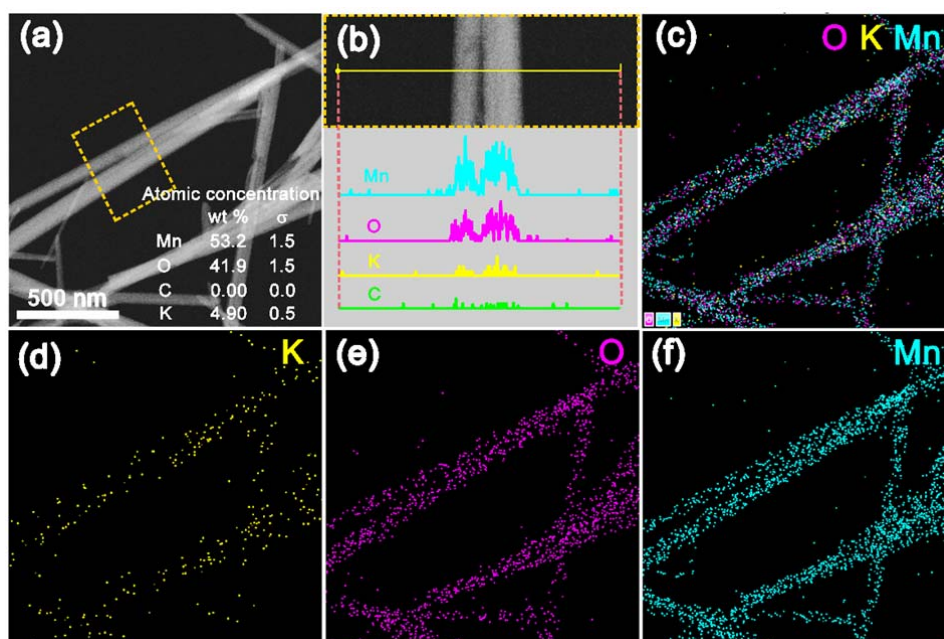 (a)
Atomic concentration
wt % σ
Mn 53.2 1.5
O 41.9 1.5
C 0.00 0.0
K 4.90 0.5
500 nm
(b)
Mn
O
K
C
(c)
O K Mn
(d)
K
(e)
O
(f)
Mn